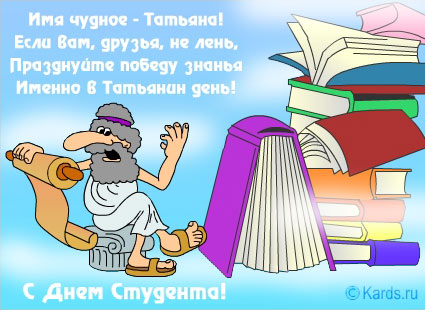 Имя чудное - Татьяна!
Если Вам, друзья, не лень,
Празднуйте победу знанья
Именно в Татьянин день!
С Днем Студента!
© Kards.ru